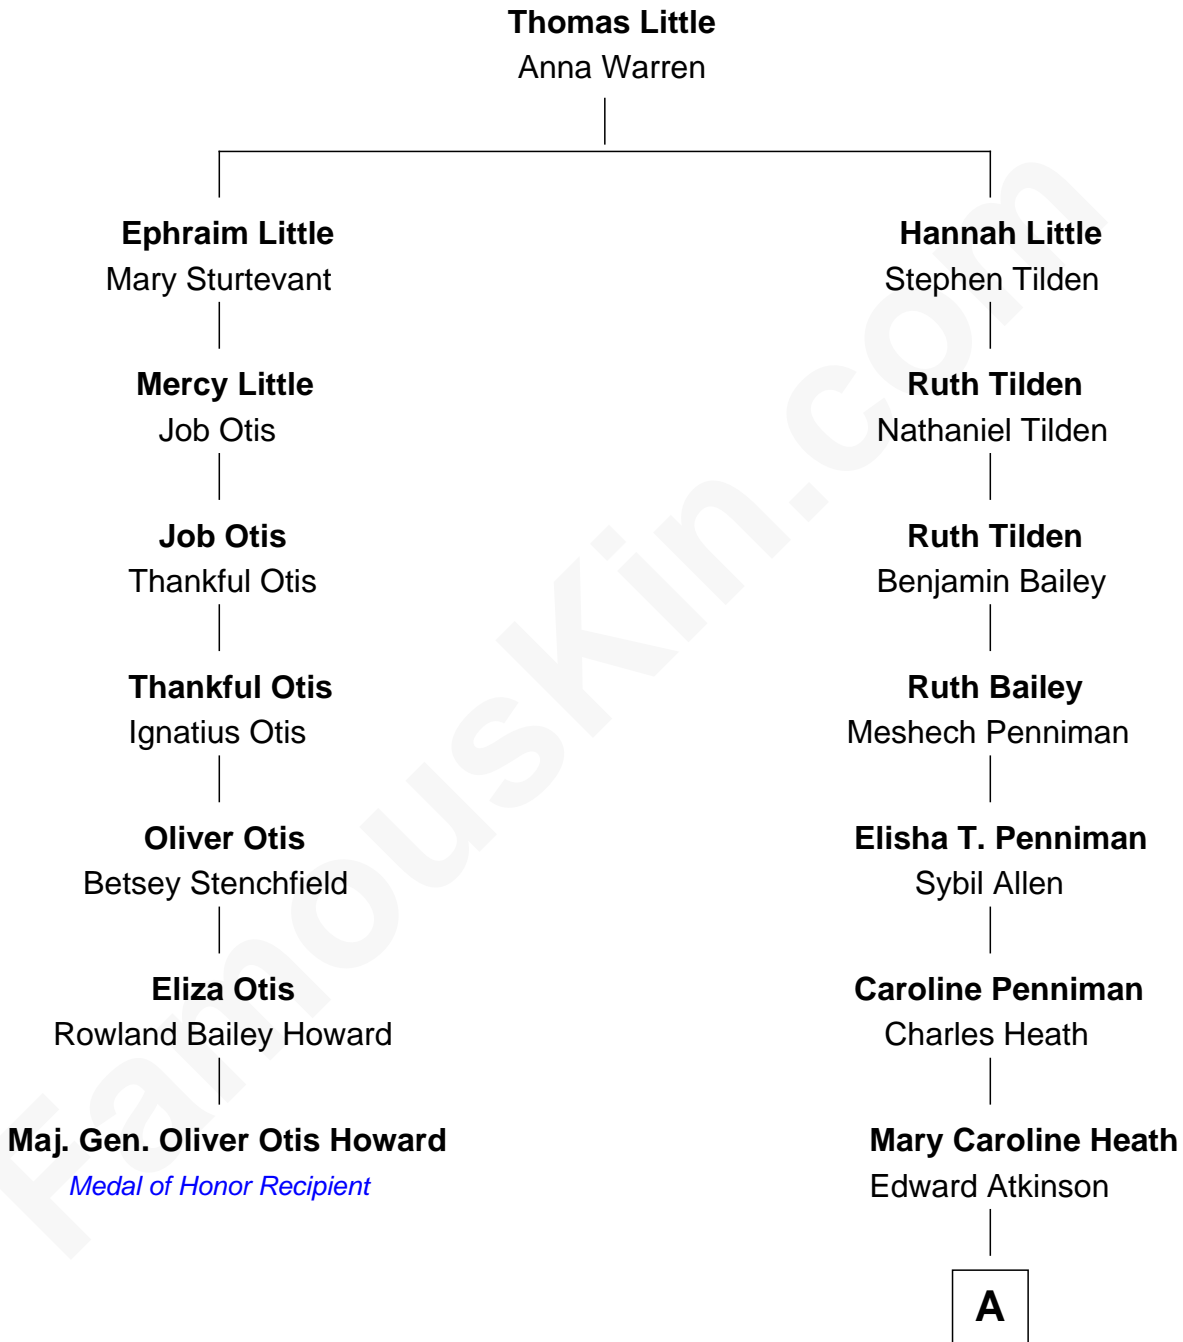 Thomas Little
Anna Warren
Ephraim Little
Mary Sturtevant
Mercy Little
Job Otis
Job Otis
Thankful Otis
Thankful Otis
Ignatius Otis
Oliver Otis
Betsey Stenchfield
Eliza Otis
Rowland Bailey Howard
Maj. Gen. Oliver Otis Howard
Medal of Honor Recipient
Hannah Little
Stephen Tilden
Ruth Tilden
Nathaniel Tilden
Ruth Tilden
Benjamin Bailey
Ruth Bailey
Meshech Penniman
Elisha T. Penniman
Sybil Allen
Caroline Penniman
Charles Heath
Mary Caroline Heath
Edward Atkinson
A
FamousKin.com